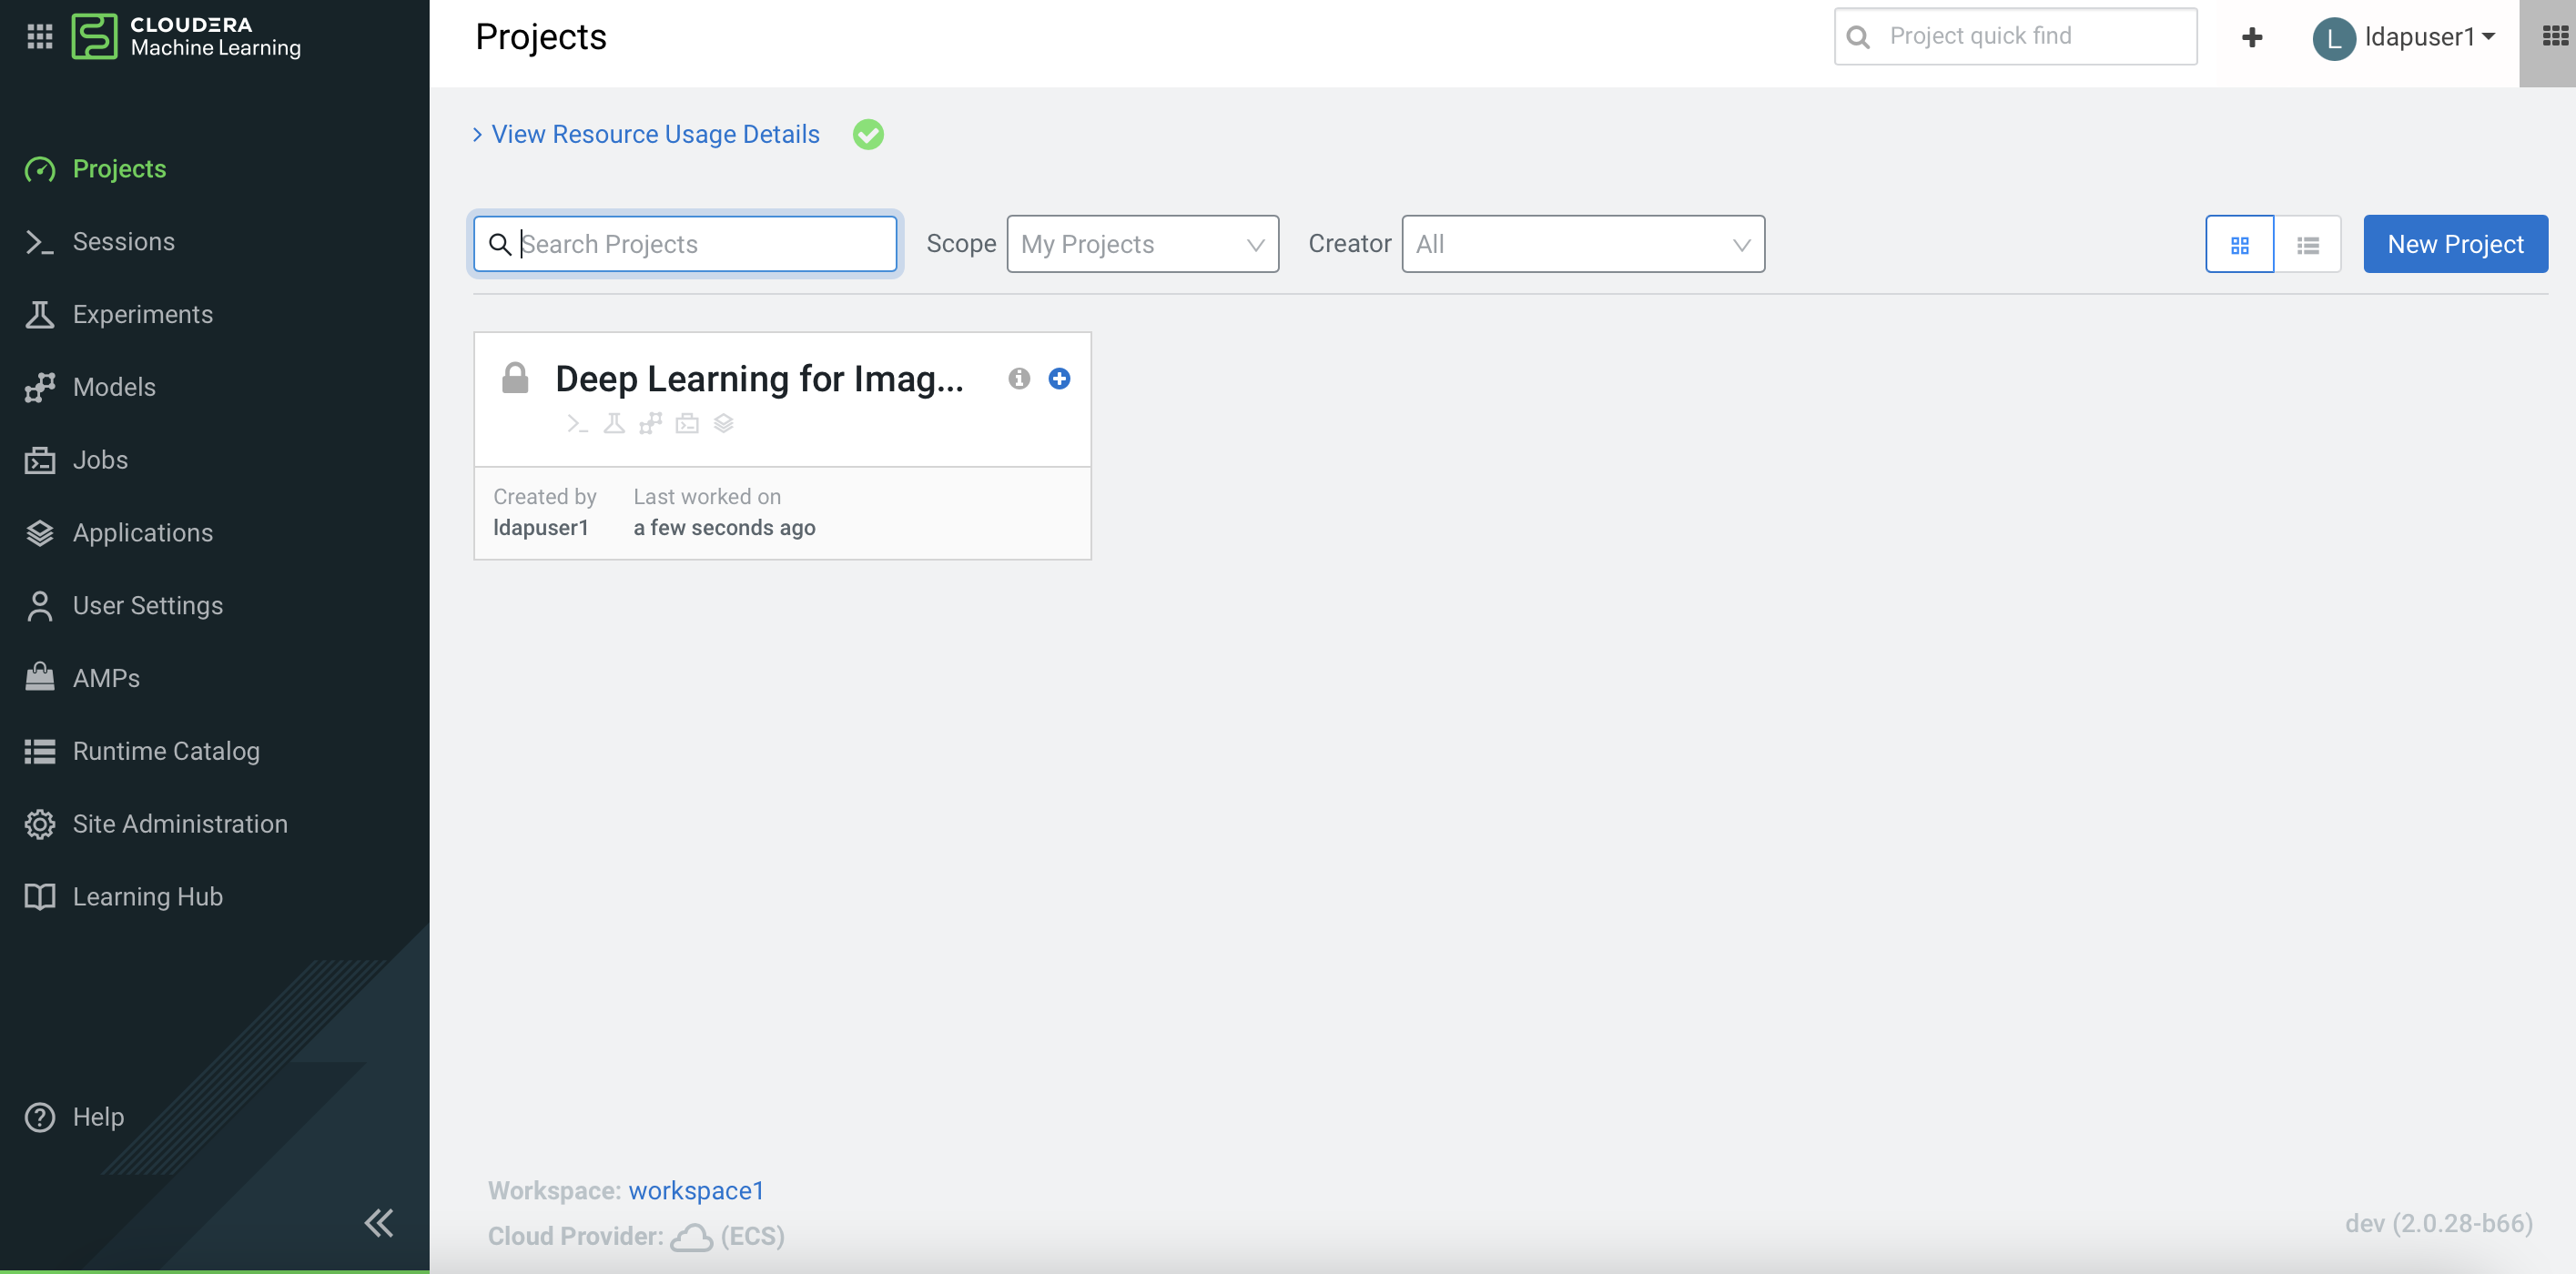 CLOUDERA
Machine Learning
Projects
Sessions
Experiments
Models
Jobs
Applications
User Settings
AMPs
Runtime Catalog
Site Administration
Learning Hub
Help
Projects
Project quick find
L
ldapuser1
View Resource Usage Details
Search Projects
Scope
My Projects
Creator
All
New Project
Deep Learning for Imag...
Created by
Last worked on
ldapuser1
a few seconds ago
Workspace: workspace1
Cloud Provider: (ECS)
dev (2.0.28-b66)